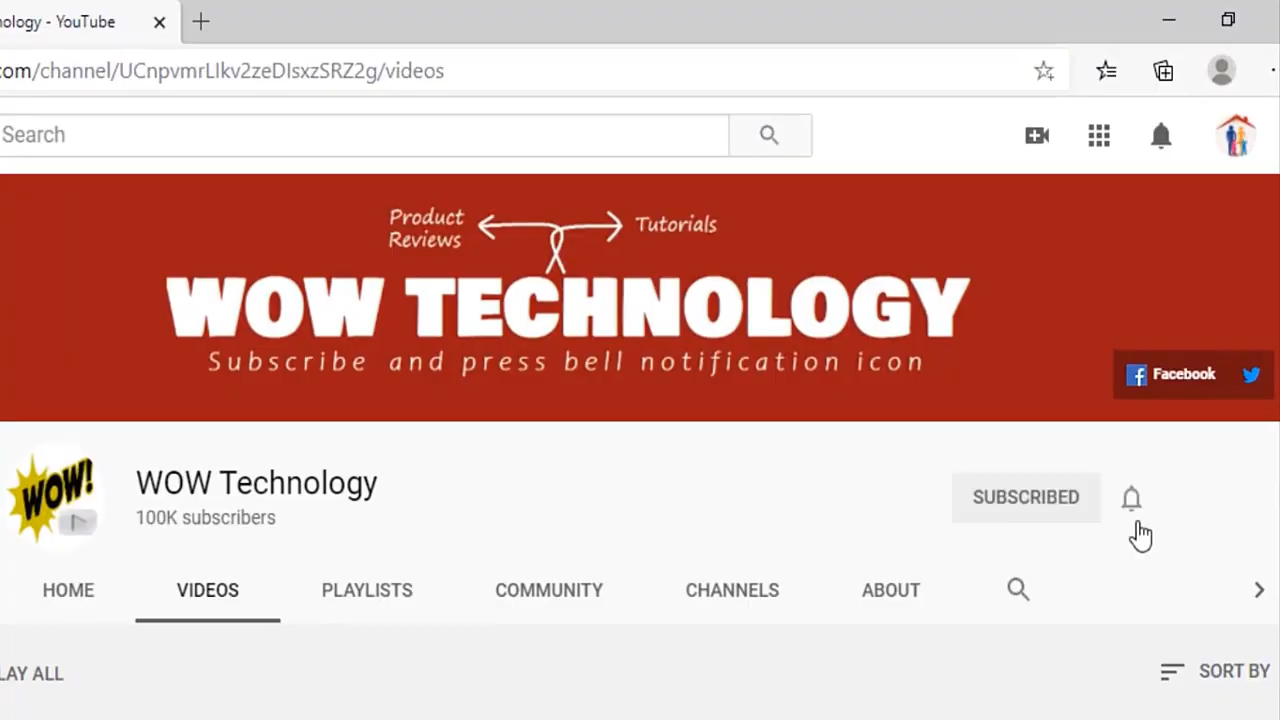 nology - YouTube
com/channel/UCnpvmrLIkv2zeDIsxzSRZ2g/videos
Search
Product
Reviews
Tutorials
WOW TECHNOLOGY
Subscribe and press bell notification icon
Facebook
WOW!
WOW Technology
100K subscribers
SUBSCRIBED
HOME VIDEOS PLAYLISTS COMMUNITY CHANNELS ABOUT
LAY ALL
SORT BY